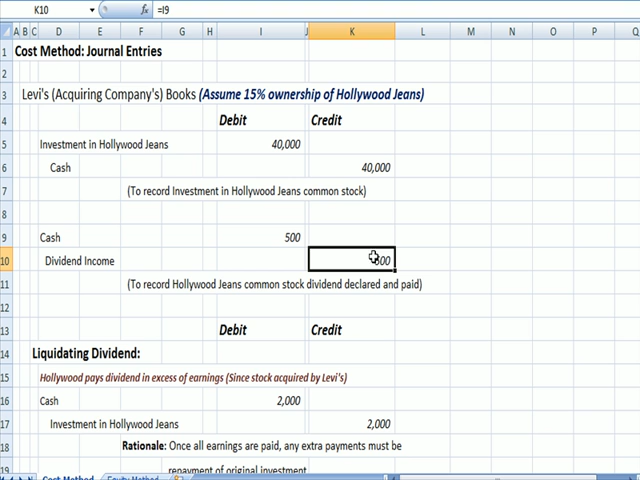 K10 fx =I9
A B C D E F G H I J K L M N O P Q
1 Cost Method: Journal Entries
2
3 Levi's (Acquiring Company's) Books (Assume 15% ownership of Hollywood Jeans)
4 Debit Credit
5 Investment in Hollywood Jeans 40,000
6 Cash 40,000
7 (To record Investment in Hollywood Jeans common stock)
8
9 Cash 500
10 Dividend Income 500
11 (To record Hollywood Jeans common stock dividend declared and paid)
12
13 Debit Credit
14 Liquidating Dividend:
15 Hollywood pays dividend in excess of earnings (Since stock acquired by Levi's)
16 Cash 2,000
17 Investment in Hollywood Jeans 2,000
18 Rationale: Once all earnings are paid, any extra payments must be
19 repayment of original investment
Cost Method Equity Method